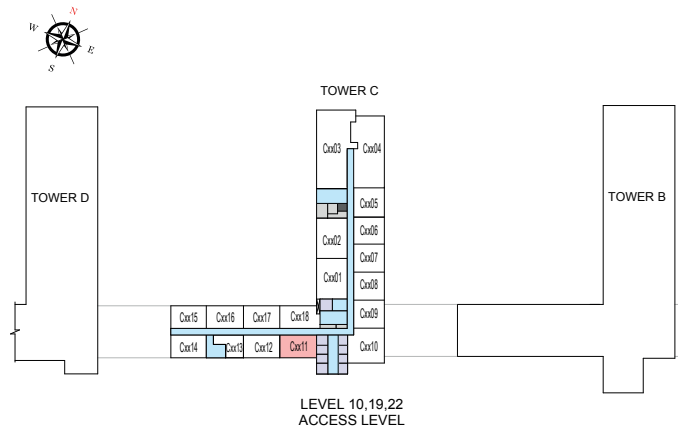 N
W
E
S
TOWER C
Cxx03
Cxx04
TOWER D
TOWER B
Cxx05
Cxx06
Cxx02
Cxx07
Cxx01
Cxx08
Cxx09
Cxx15 Cxx16 Cxx17 Cxx18
Cxx14 Cxx13 Cxx12 Cxx11
Cxx10
LEVEL 10,19,22
ACCESS LEVEL